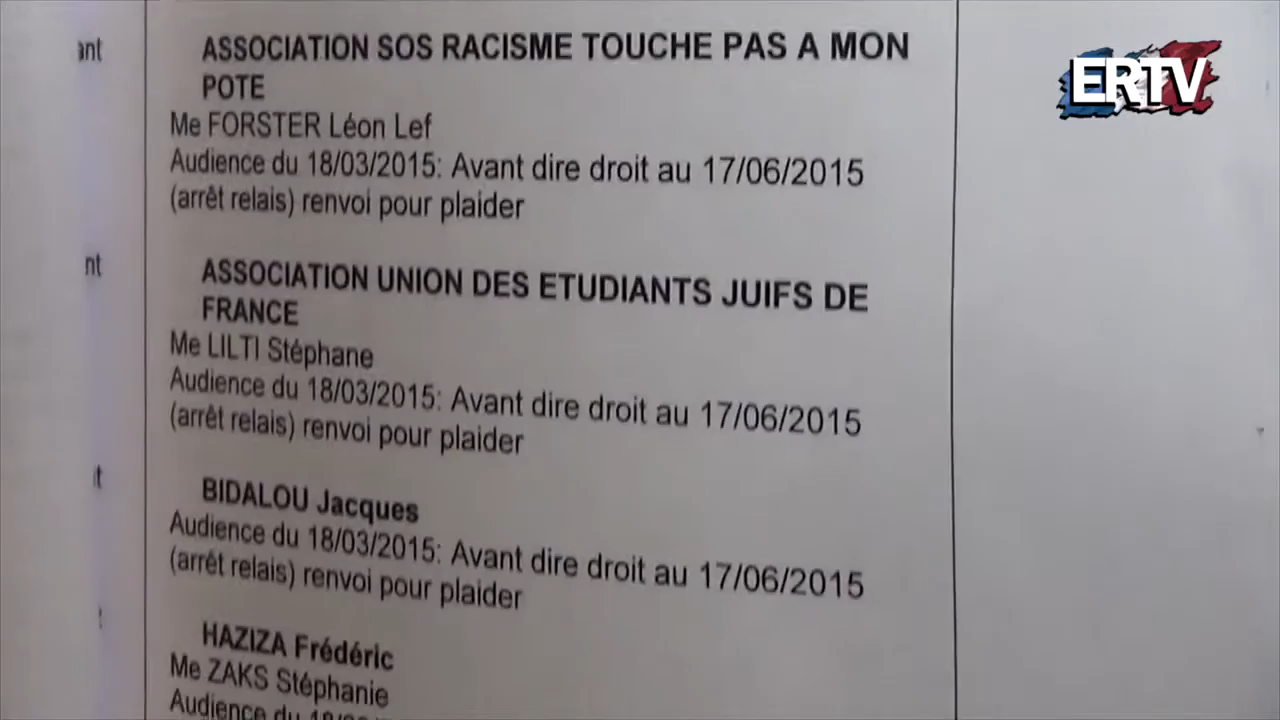 ant
ASSOCIATION SOS RACISME TOUCHE PAS A MON
POTE
Me FORSTER Léon Lef
Audience du 18/03/2015: Avant dire droit au 17/06/2015
(arrêt relais) renvoi pour plaider
nt
ASSOCIATION UNION DES ETUDIANTS JUIFS DE
FRANCE
Me LILTI Stéphane
Audience du 18/03/2015: Avant dire droit au 17/06/2015
(arrêt relais) renvoi pour plaider
t
BIDALOU Jacques
Audience du 18/03/2015: Avant dire droit au 17/06/2015
(arrêt relais) renvoi pour plaider
t
HAZIZA Frédéric
Me ZAKS Stéphanie
Audience du
ERTV